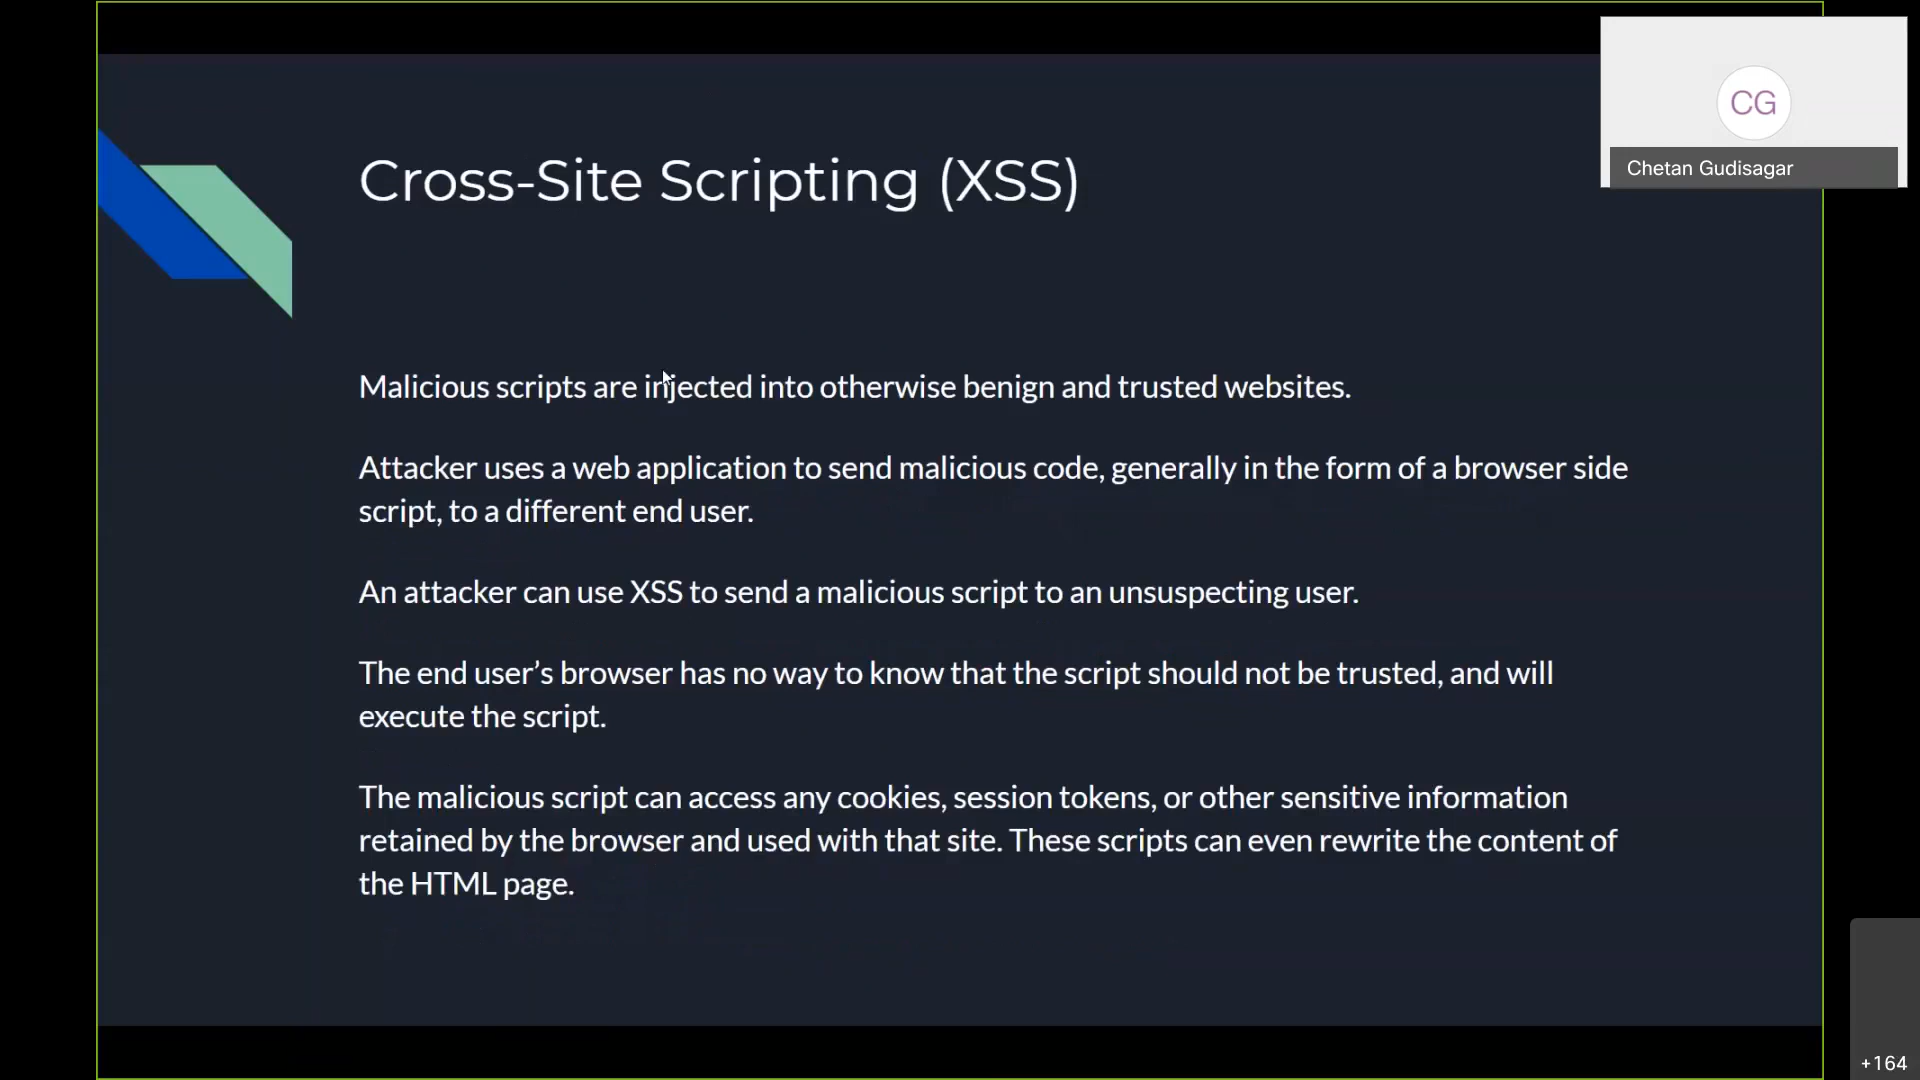 Cross-Site Scripting (XSS)
CG
Chetan Gudisagar
Malicious scripts are injected into otherwise benign and trusted websites.
Attacker uses a web application to send malicious code, generally in the form of a browser side
script, to a different end user.
An attacker can use XSS to send a malicious script to an unsuspecting user.
The end user’s browser has no way to know that the script should not be trusted, and will
execute the script.
The malicious script can access any cookies, session tokens, or other sensitive information
retained by the browser and used with that site. These scripts can even rewrite the content of
the HTML page.
+164